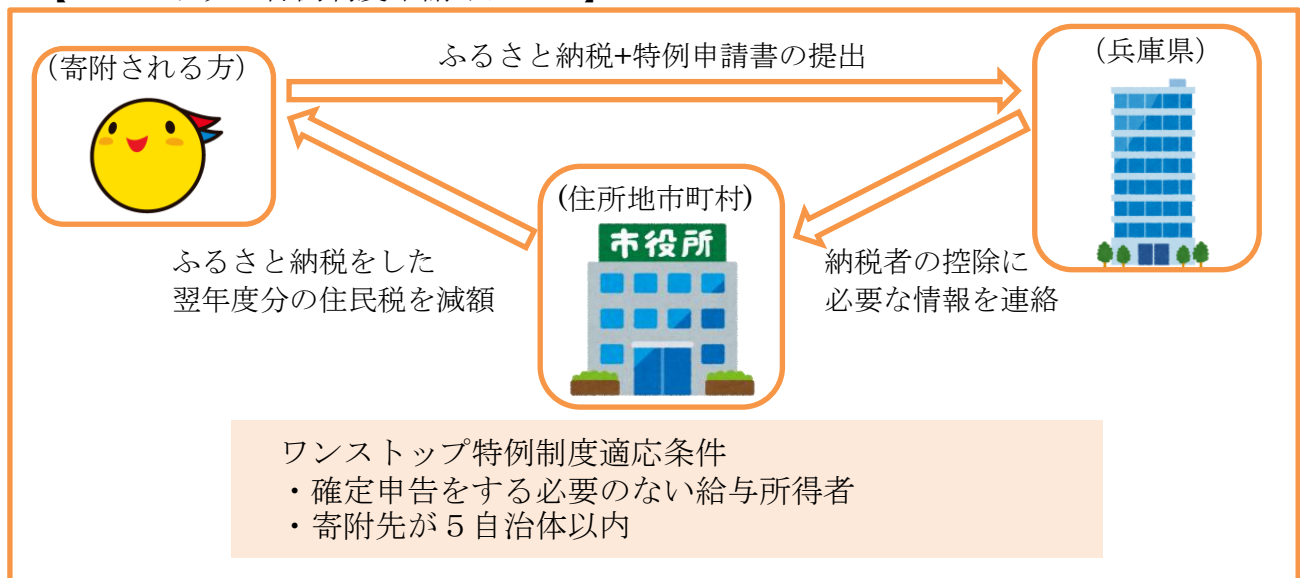 (寄附される方)
ふるさと納税+特例申請書の提出
(兵庫県)
(住所地市町村)
市役所
ふるさと納税をした
翌年度分の住民税を減額
納税者の控除に
必要な情報を連絡
ワンストップ特例制度適応条件
・確定申告をする必要のない給与所得者
・寄附先が５自治体以内